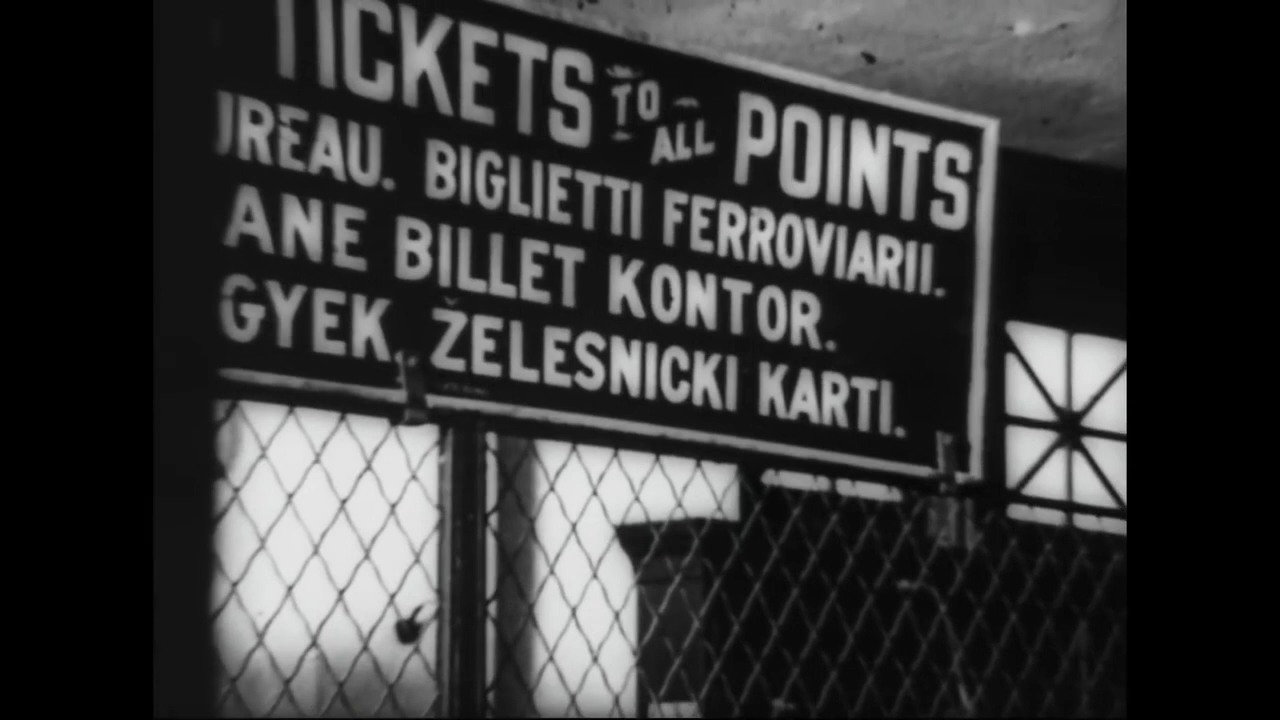 TICKETS TO ALL POINTS
UREAU. BIGLIETTI FERROVIARII.
ANE BILLET KONTOR.
GYEK. ŽELESNICKI KARTI.